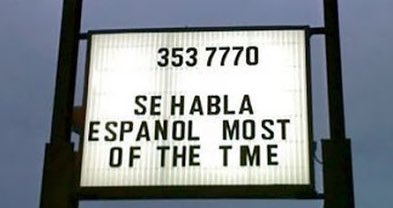 353 7770
SE HABLA
ESPANOL MOST
OF THE TME